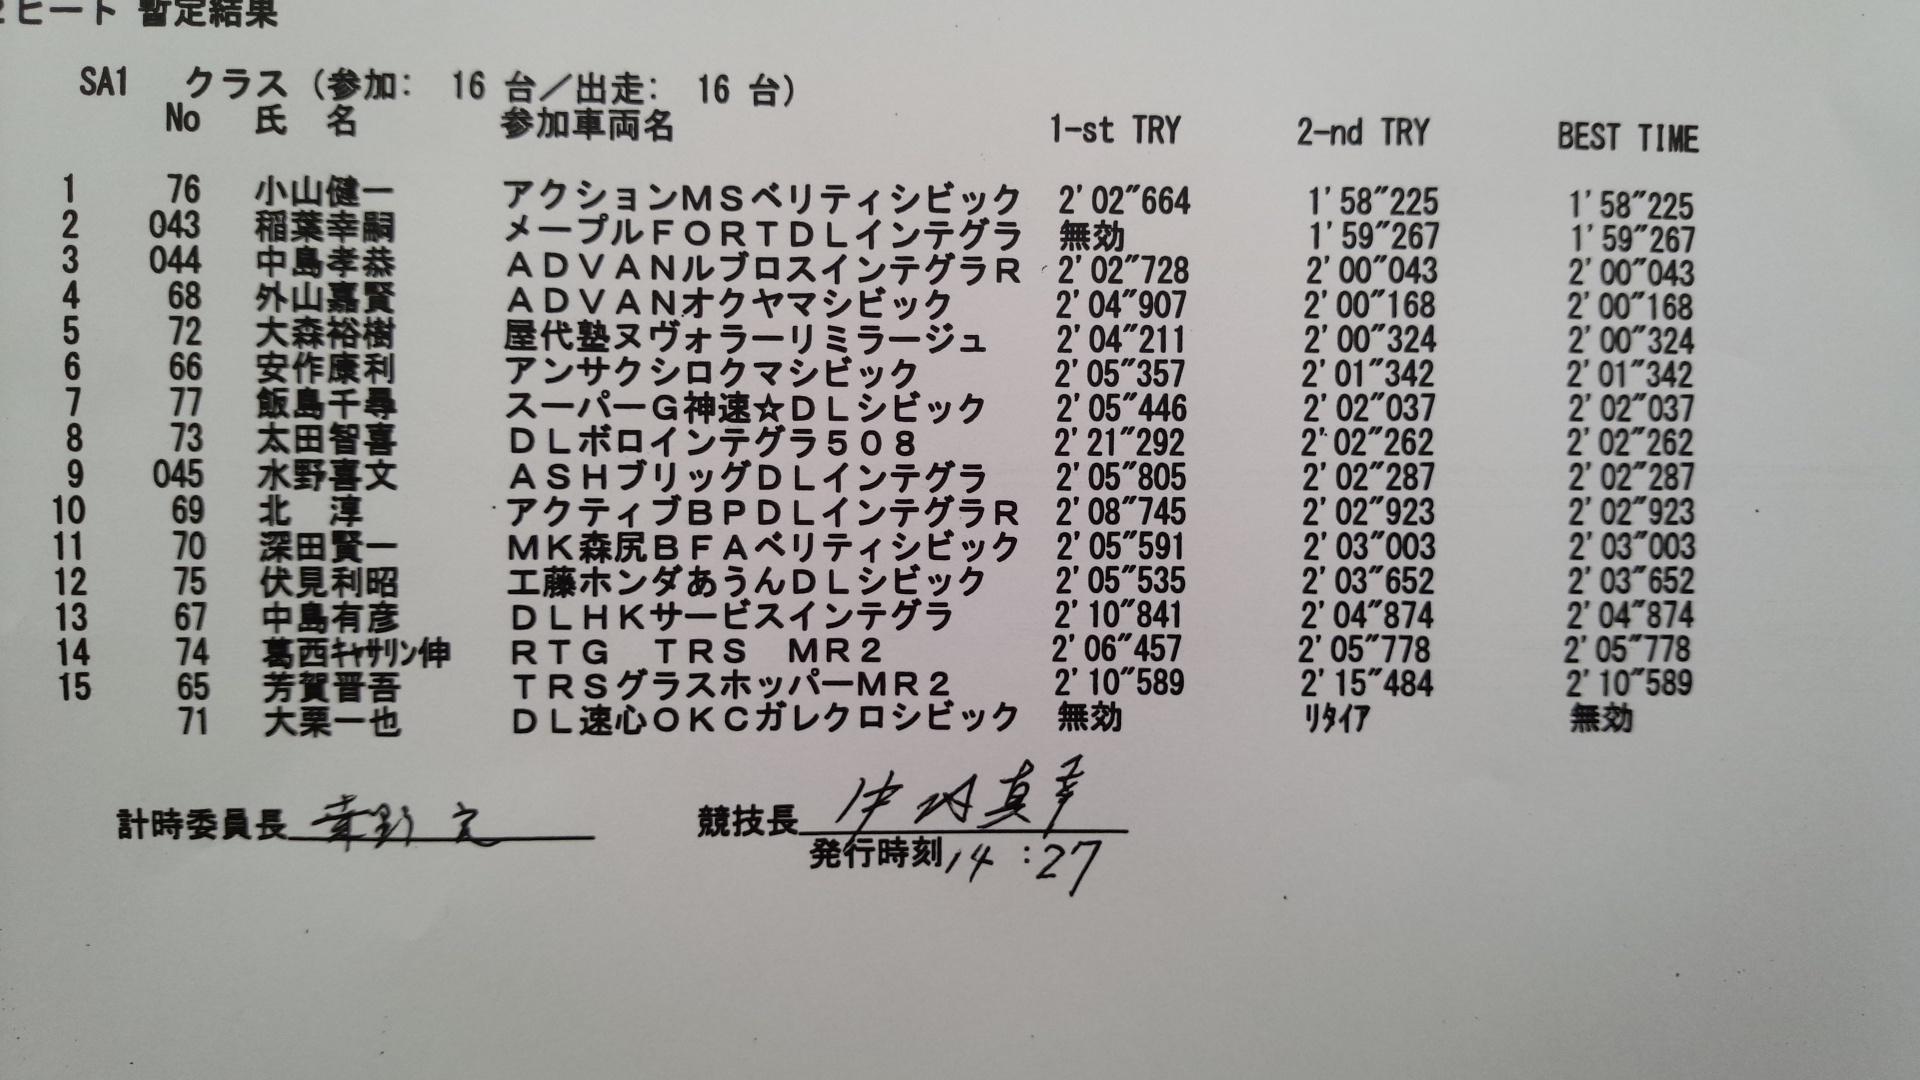 2ヒート 暫定結果
SA1 クラス (参加: 16 台/出走: 16 台)
No 氏 名 参加車両名 1-st TRY 2-nd TRY BEST TIME
1 76 小山健一 アクションMSベリティシビック 2'02"664 1'58"225 1'58"225
2 043 稲葉幸嗣 メープルFORTDLインテグラ 無効 1'59"267 1'59"267
3 044 中島孝恭 ADVANルブロスインテグラR 2'02"728 2'00"043 2'00"043
4 68 外山嘉賢 ADVANオクヤマシビック 2'04"907 2'00"168 2'00"168
5 72 大森裕樹 屋代塾ヌヴォラーリミラージュ 2'04"211 2'00"324 2'00"324
6 66 安作康利 アンサクシロクマシビック 2'05"357 2'01"342 2'01"342
7 77 飯島千尋 スーパーG神速☆DLシビック 2'05"446 2'02"037 2'02"037
8 73 太田智喜 DLボロインテグラ508 2'21"292 2'02"262 2'02"262
9 045 水野喜文 ASHブリッグDLインテグラ 2'05"805 2'02"287 2'02"287
10 69 北 淳 アクティブBPDLインテグラR 2'08"745 2'02"923 2'02"923
11 70 深田賢一 MK森尻BFAベリティシビック 2'05"591 2'03"003 2'03"003
12 75 伏見利昭 工藤ホンダあうんDLシビック 2'05"535 2'03"652 2'03"652
13 67 中島有彦 DLHKサービスインテグラ 2'10"841 2'04"874 2'04"874
14 74 葛西ｷｬｻﾘﾝ伸 RTG TRS MR2 2'06"457 2'05"778 2'05"778
15 65 芳賀晋吾 TRSグラスホッパーMR2 2'10"589 2'15"484 2'10"589
71 大栗一也 DL速心OKCガレクロシビック 無効 ﾘﾀｲｱ 無効
計時委員長 競技長 真幸
発行時刻 14:27